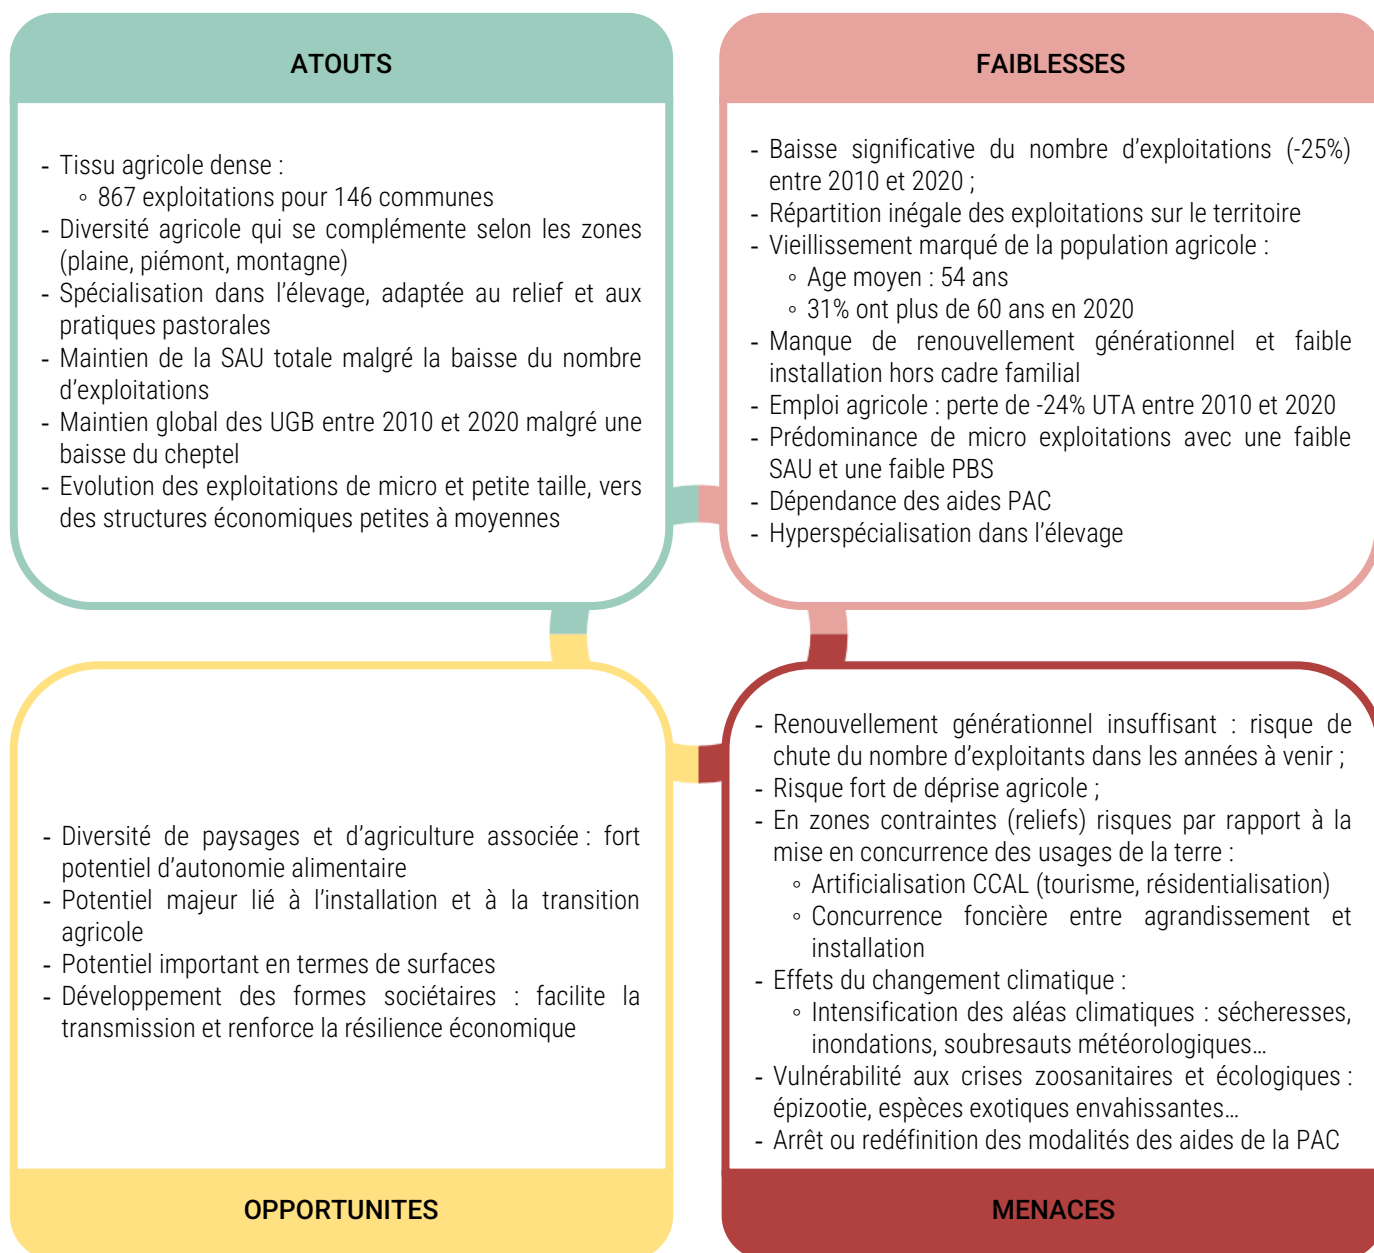 ATOUTS
- Tissu agricole dense :
◦ 867 exploitations pour 146 communes
- Diversité agricole qui se complémente selon les zones
(plaine, piémont, montagne)
- Spécialisation dans l’élevage, adaptée au relief et aux
pratiques pastorales
- Maintien de la SAU totale malgré la baisse du nombre
d’exploitations
- Maintien global des UGB entre 2010 et 2020 malgré une
baisse du cheptel
- Evolution des exploitations de micro et petite taille, vers
des structures économiques petites à moyennes
FAIBLESSES
- Baisse significative du nombre d’exploitations (-25%)
entre 2010 et 2020 ;
- Répartition inégale des exploitations sur le territoire
- Vieillissement marqué de la population agricole :
◦ Age moyen : 54 ans
◦ 31% ont plus de 60 ans en 2020
- Manque de renouvellement générationnel et faible
installation hors cadre familial
- Emploi agricole : perte de -24% UTA entre 2010 et 2020
- Prédominance de micro exploitations avec une faible
SAU et une faible PBS
- Dépendance des aides PAC
- Hyperspécialisation dans l’élevage
- Diversité de paysages et d’agriculture associée : fort
potentiel d’autonomie alimentaire
- Potentiel majeur lié à l’installation et à la transition
agricole
- Potentiel important en termes de surfaces
- Développement des formes sociétaires : facilite la
transmission et renforce la résilience économique
OPPORTUNITES
- Renouvellement générationnel insuffisant : risque de
chute du nombre d’exploitants dans les années à venir ;
- Risque fort de déprise agricole ;
- En zones contraintes (reliefs) risques par rapport à la
mise en concurrence des usages de la terre :
◦ Artificialisation CCAL (tourisme, résidentialisation)
◦ Concurrence foncière entre agrandissement et
installation
- Effets du changement climatique :
◦ Intensification des aléas climatiques : sécheresses,
inondations, soubresauts météorologiques…
- Vulnérabilité aux crises zoosanitaires et écologiques :
épizootie, espèces exotiques envahissantes…
- Arrêt ou redéfinition des modalités des aides de la PAC
MENACES